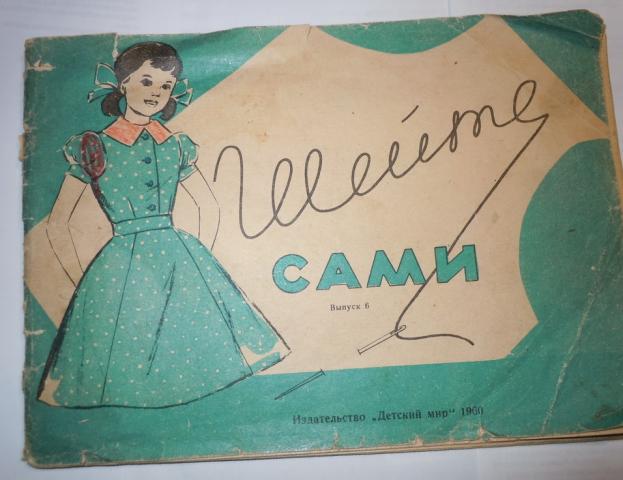 Шейте
САМИ
Выпуск 6
Издательство „Детский мир" 1960